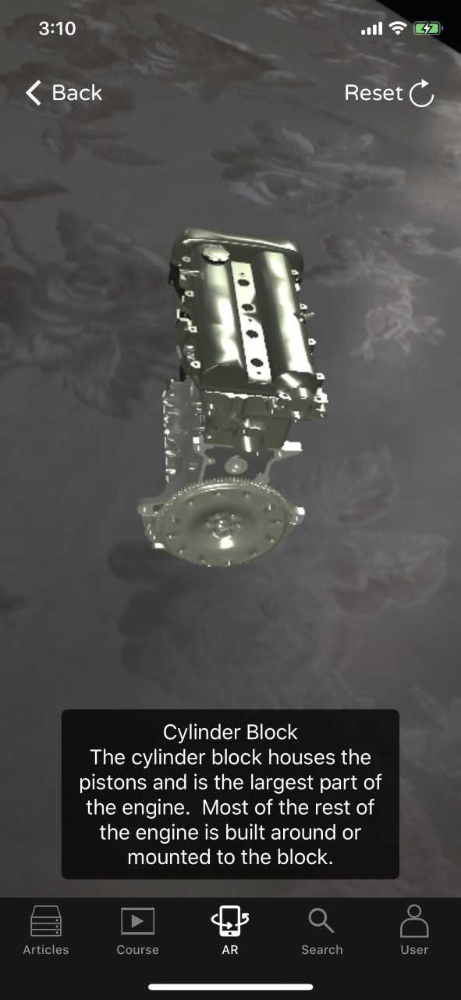 3:10
Back
Reset
Cylinder Block
The cylinder block houses the
pistons and is the largest part of
the engine.  Most of the rest of
the engine is built around or
mounted to the block.
Articles
Course
AR
Search
User